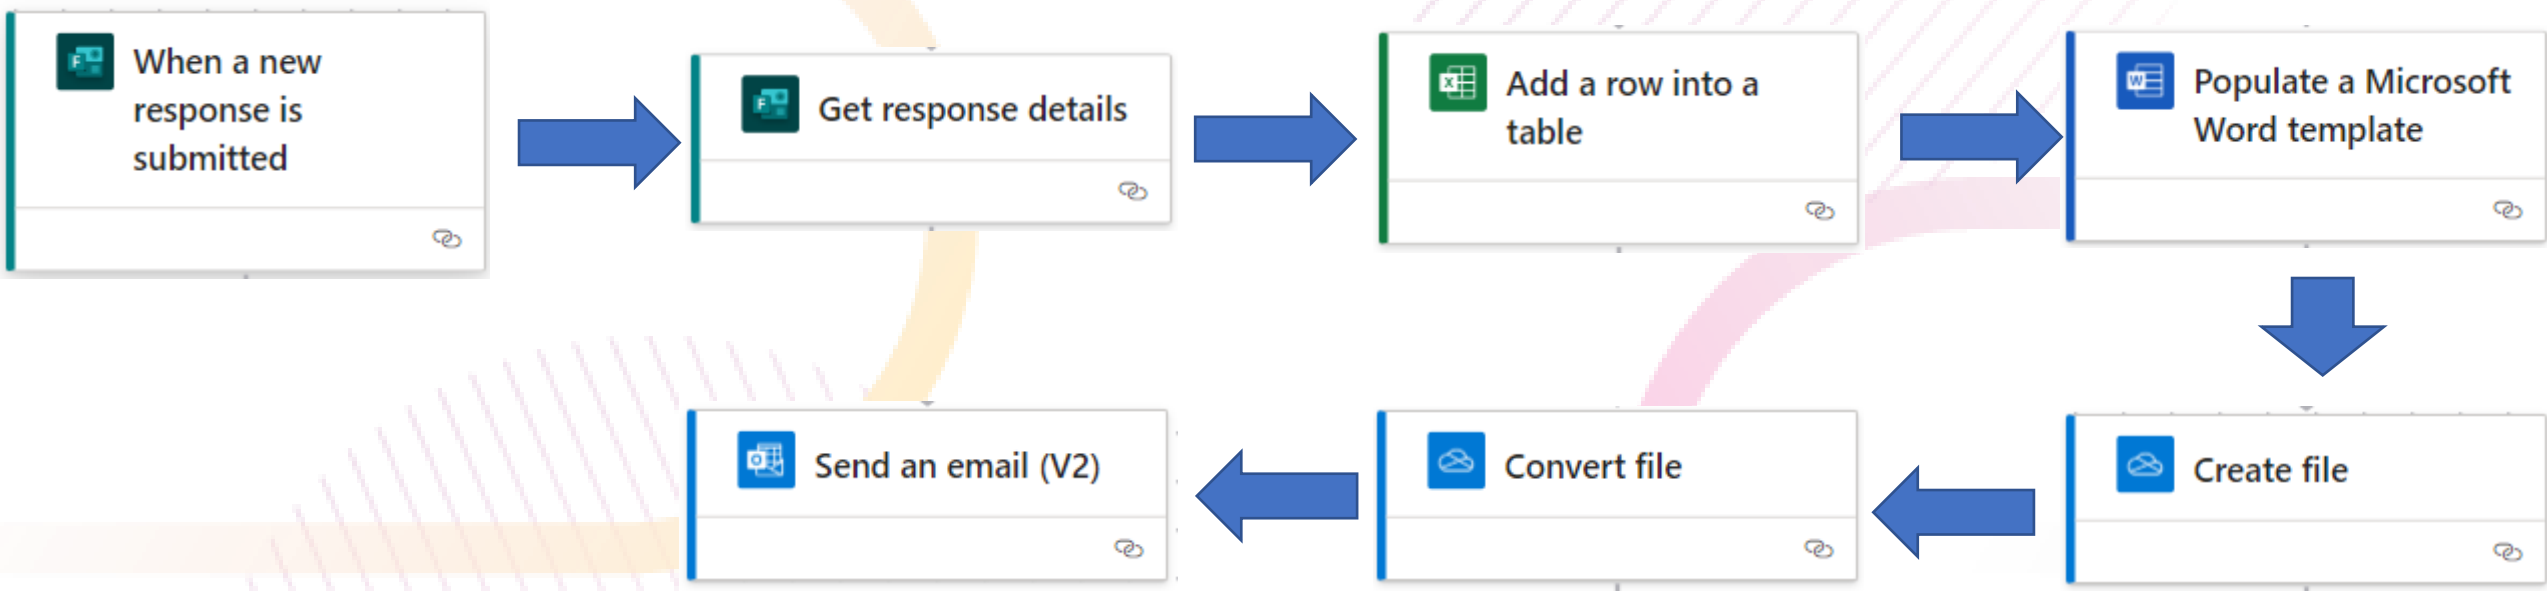 When a new
response is
submitted
Get response details
Add a row into a
table
Populate a Microsoft
Word template
Send an email (V2)
Convert file
Create file